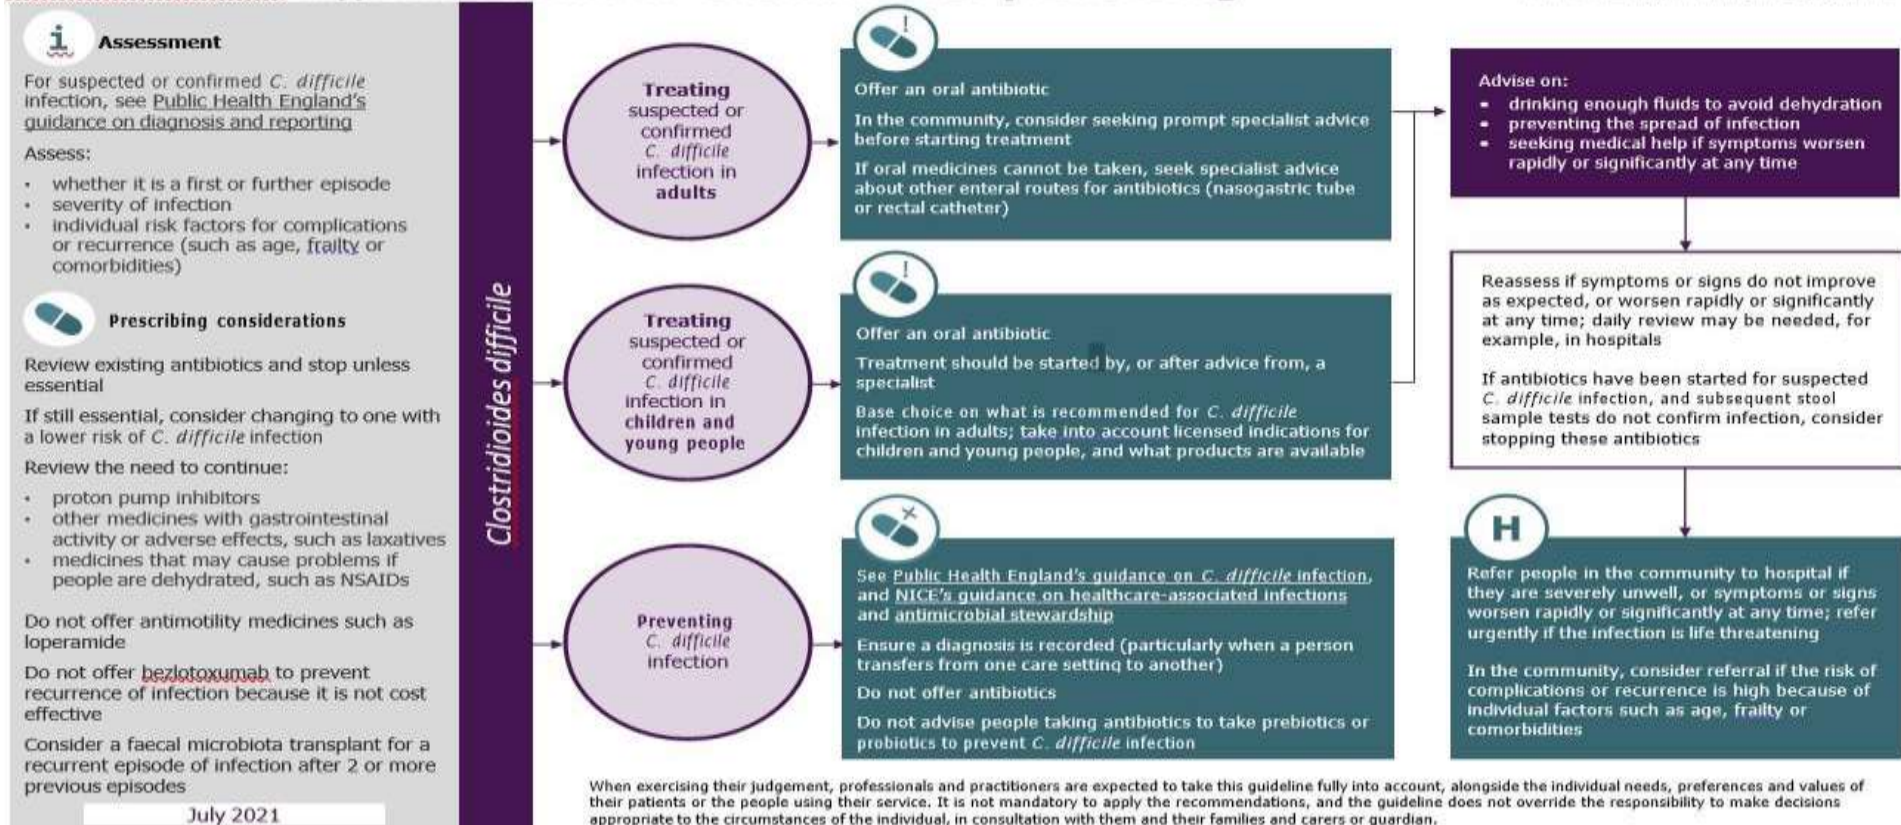 Assessment
For suspected or confirmed C. difficile
infection, see Public Health England's
guidance on diagnosis and reporting
Assess:
• whether it is a first or further episode
• severity of infection
• individual risk factors for complications
or recurrence (such as age, frailty or
comorbidities)
Prescribing considerations
Review existing antibiotics and stop unless
essential
If still essential, consider changing to one with
a lower risk of C. difficile infection
Review the need to continue:
• proton pump inhibitors
• other medicines with gastrointestinal
activity or adverse effects, such as laxatives
• medicines that may cause problems if
people are dehydrated, such as NSAIDs
Do not offer antimotility medicines such as
loperamide
Do not offer bezlotoxumab to prevent
recurrence of infection because it is not cost
effective
Consider a faecal microbiota transplant for a
recurrent episode of infection after 2 or more
previous episodes
July 2021
Clostridioides difficile
Treating
suspected or
confirmed
C. difficile
infection in
adults
Offer an oral antibiotic
In the community, consider seeking prompt specialist advice
before starting treatment
If oral medicines cannot be taken, seek specialist advice
about other enteral routes for antibiotics (nasogastric tube
or rectal catheter)
Treating
suspected or
confirmed
C. difficile
infection in
children and
young people
Offer an oral antibiotic
Treatment should be started by, or after advice from, a
specialist
Base choice on what is recommended for C. difficile
infection in adults; take into account licensed indications for
children and young people, and what products are available
Preventing
C. difficile
infection
See Public Health England's guidance on C. difficile infection,
and NICE's guidance on healthcare-associated infections
and antimicrobial stewardship
Ensure a diagnosis is recorded (particularly when a person
transfers from one care setting to another)
Do not offer antibiotics
Do not advise people taking antibiotics to take prebiotics or
probiotics to prevent C. difficile infection
Advise on:
• drinking enough fluids to avoid dehydration
• preventing the spread of infection
• seeking medical help if symptoms worsen
rapidly or significantly at any time
Reassess if symptoms or signs do not improve
as expected, or worsen rapidly or significantly
at any time; daily review may be needed, for
example, in hospitals
If antibiotics have been started for suspected
C. difficile infection, and subsequent stool
sample tests do not confirm infection, consider
stopping these antibiotics
H
Refer people in the community to hospital if
they are severely unwell, or symptoms or signs
worsen rapidly or significantly at any time; refer
urgently if the infection is life threatening
In the community, consider referral if the risk of
complications or recurrence is high because of
individual factors such as age, frailty or
comorbidities
When exercising their judgement, professionals and practitioners are expected to take this guideline fully into account, alongside the individual needs, preferences and values of
their patients or the people using their service. It is not mandatory to apply the recommendations, and the guideline does not override the responsibility to make decisions
appropriate to the circumstances of the individual, in consultation with them and their families and carers or guardian.